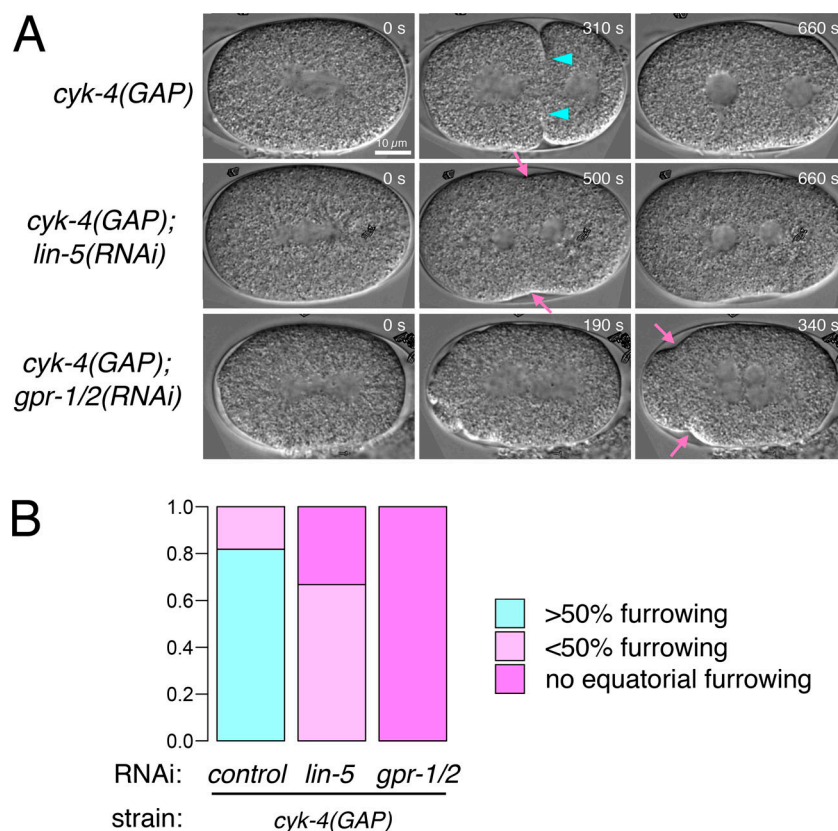 A
cyk-4(GAP)
0 s
310 s
660 s
10 µm
cyk-4(GAP);
lin-5(RNAi)
0 s
500 s
660 s
cyk-4(GAP);
gpr-1/2(RNAi)
0 s
190 s
340 s
B
1.0
0.8
0.6
0.4
0.2
0.0
>50% furrowing
<50% furrowing
no equatorial furrowing
RNAi: control lin-5 gpr-1/2
strain: cyk-4(GAP)